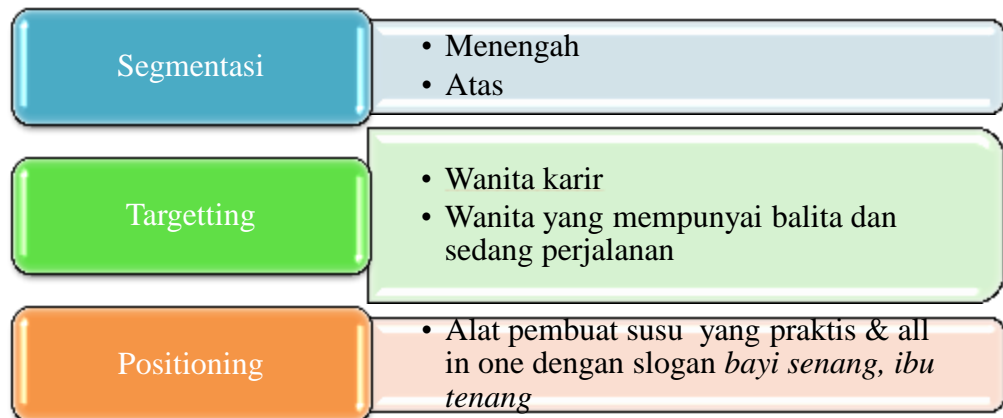 Segmentasi
• Menengah
• Atas
Targetting
• Wanita karir
• Wanita yang mempunyai balita dan
sedang perjalanan
Positioning
• Alat pembuat susu yang praktis & all
in one dengan slogan bayi senang, ibu
tenang